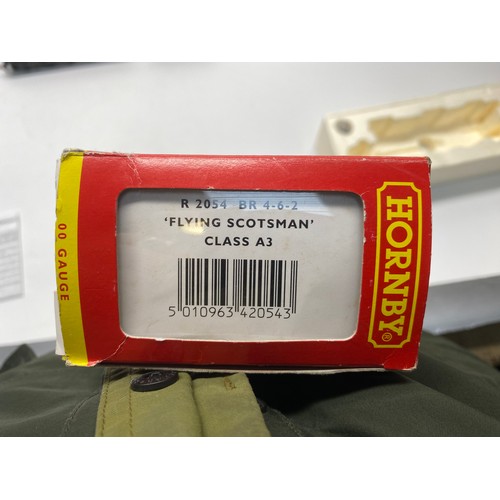 R 2054 BR 4-6-2
'FLYING SCOTSMAN'
CLASS A3
5 010963 420543
00 GAUGE
HORNBY®